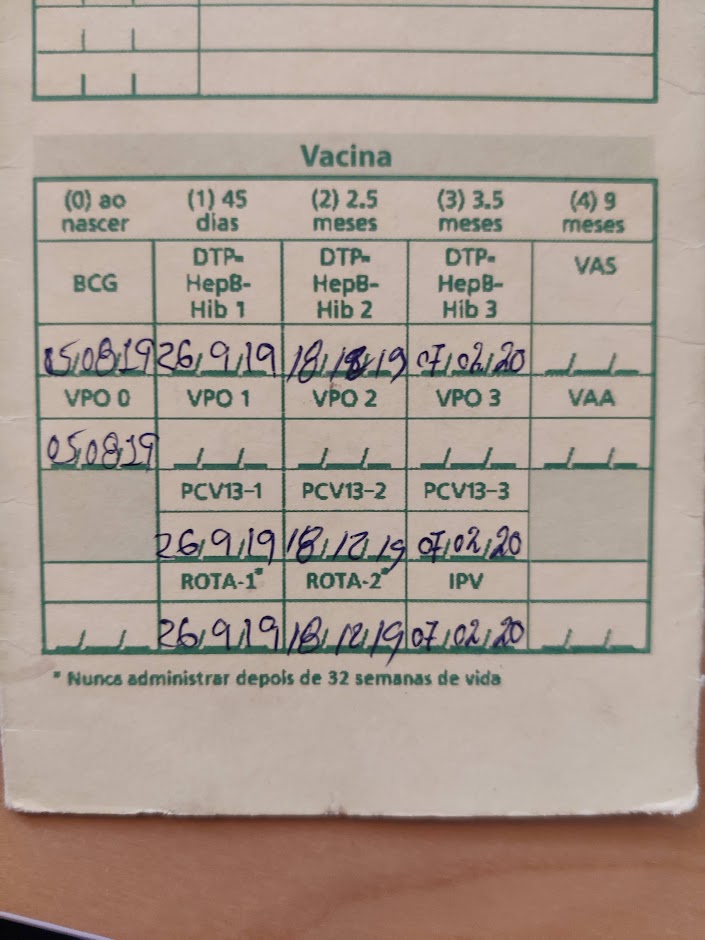 Vacina
(0) ao nascer (1) 45 dias (2) 2.5 meses (3) 3.5 meses (4) 9 meses
BCG DTP-HepB-Hib 1 DTP-HepB-Hib 2 DTP-HepB-Hib 3 VAS
05/08/19 26/9/19 18/12/19 07/02/20
VPO 0 VPO 1 VPO 2 VPO 3 VAA
05/08/19
PCV13-1 PCV13-2 PCV13-3
26/9/19 18/12/19 07/02/20
ROTA-1* ROTA-2* IPV
26/9/19 18/12/19 07/02/20
* Nunca administrar depois de 32 semanas de vida